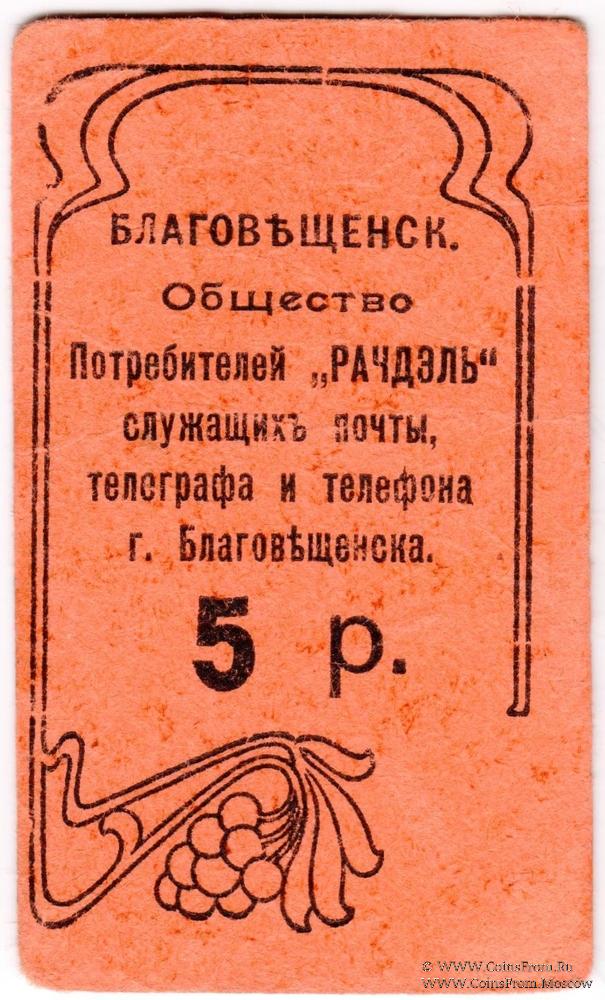 БЛАГОВѢЩЕНСК.
Общество
Потребителей „РАЧДЭЛЬ“
служащихъ почты,
телеграфа и телефона
г. Благовѣщенска.
5 р.
© WWW.CoinsFrom.Ru
www.CoinsFrom.Moscow